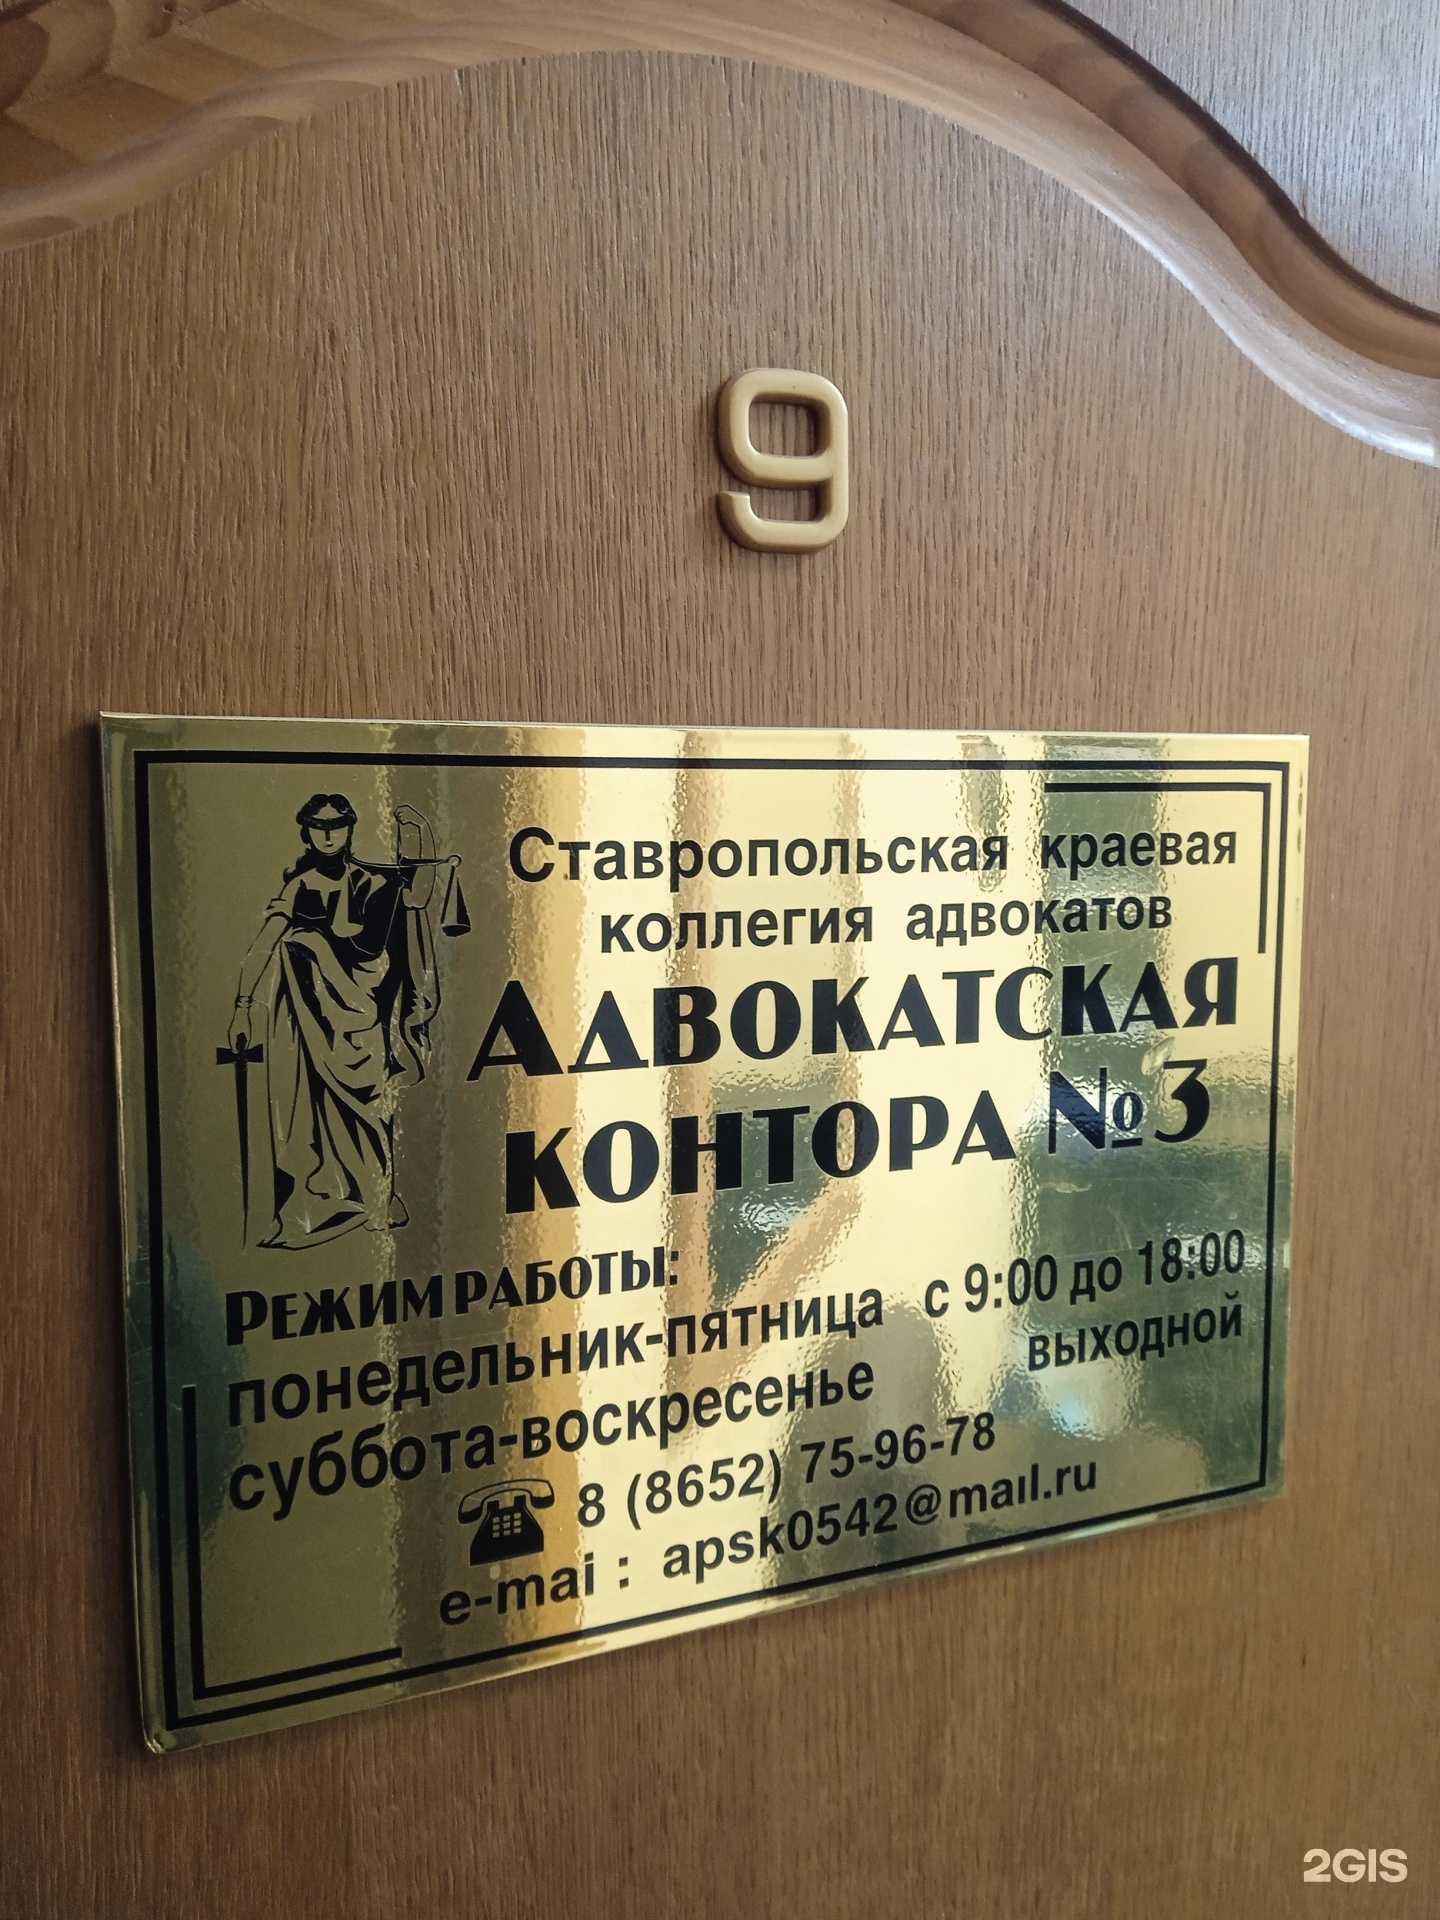 9
Ставропольская краевая
коллегия адвокатов
АДВОКАТСКАЯ
КОНТОРА №3
РЕЖИМ РАБОТЫ:
понедельник-пятница с 9:00 до 18:00
суббота-воскресенье выходной
8 (8652) 75-96-78
e-mai : apsk0542@maıl.ru
2GIS